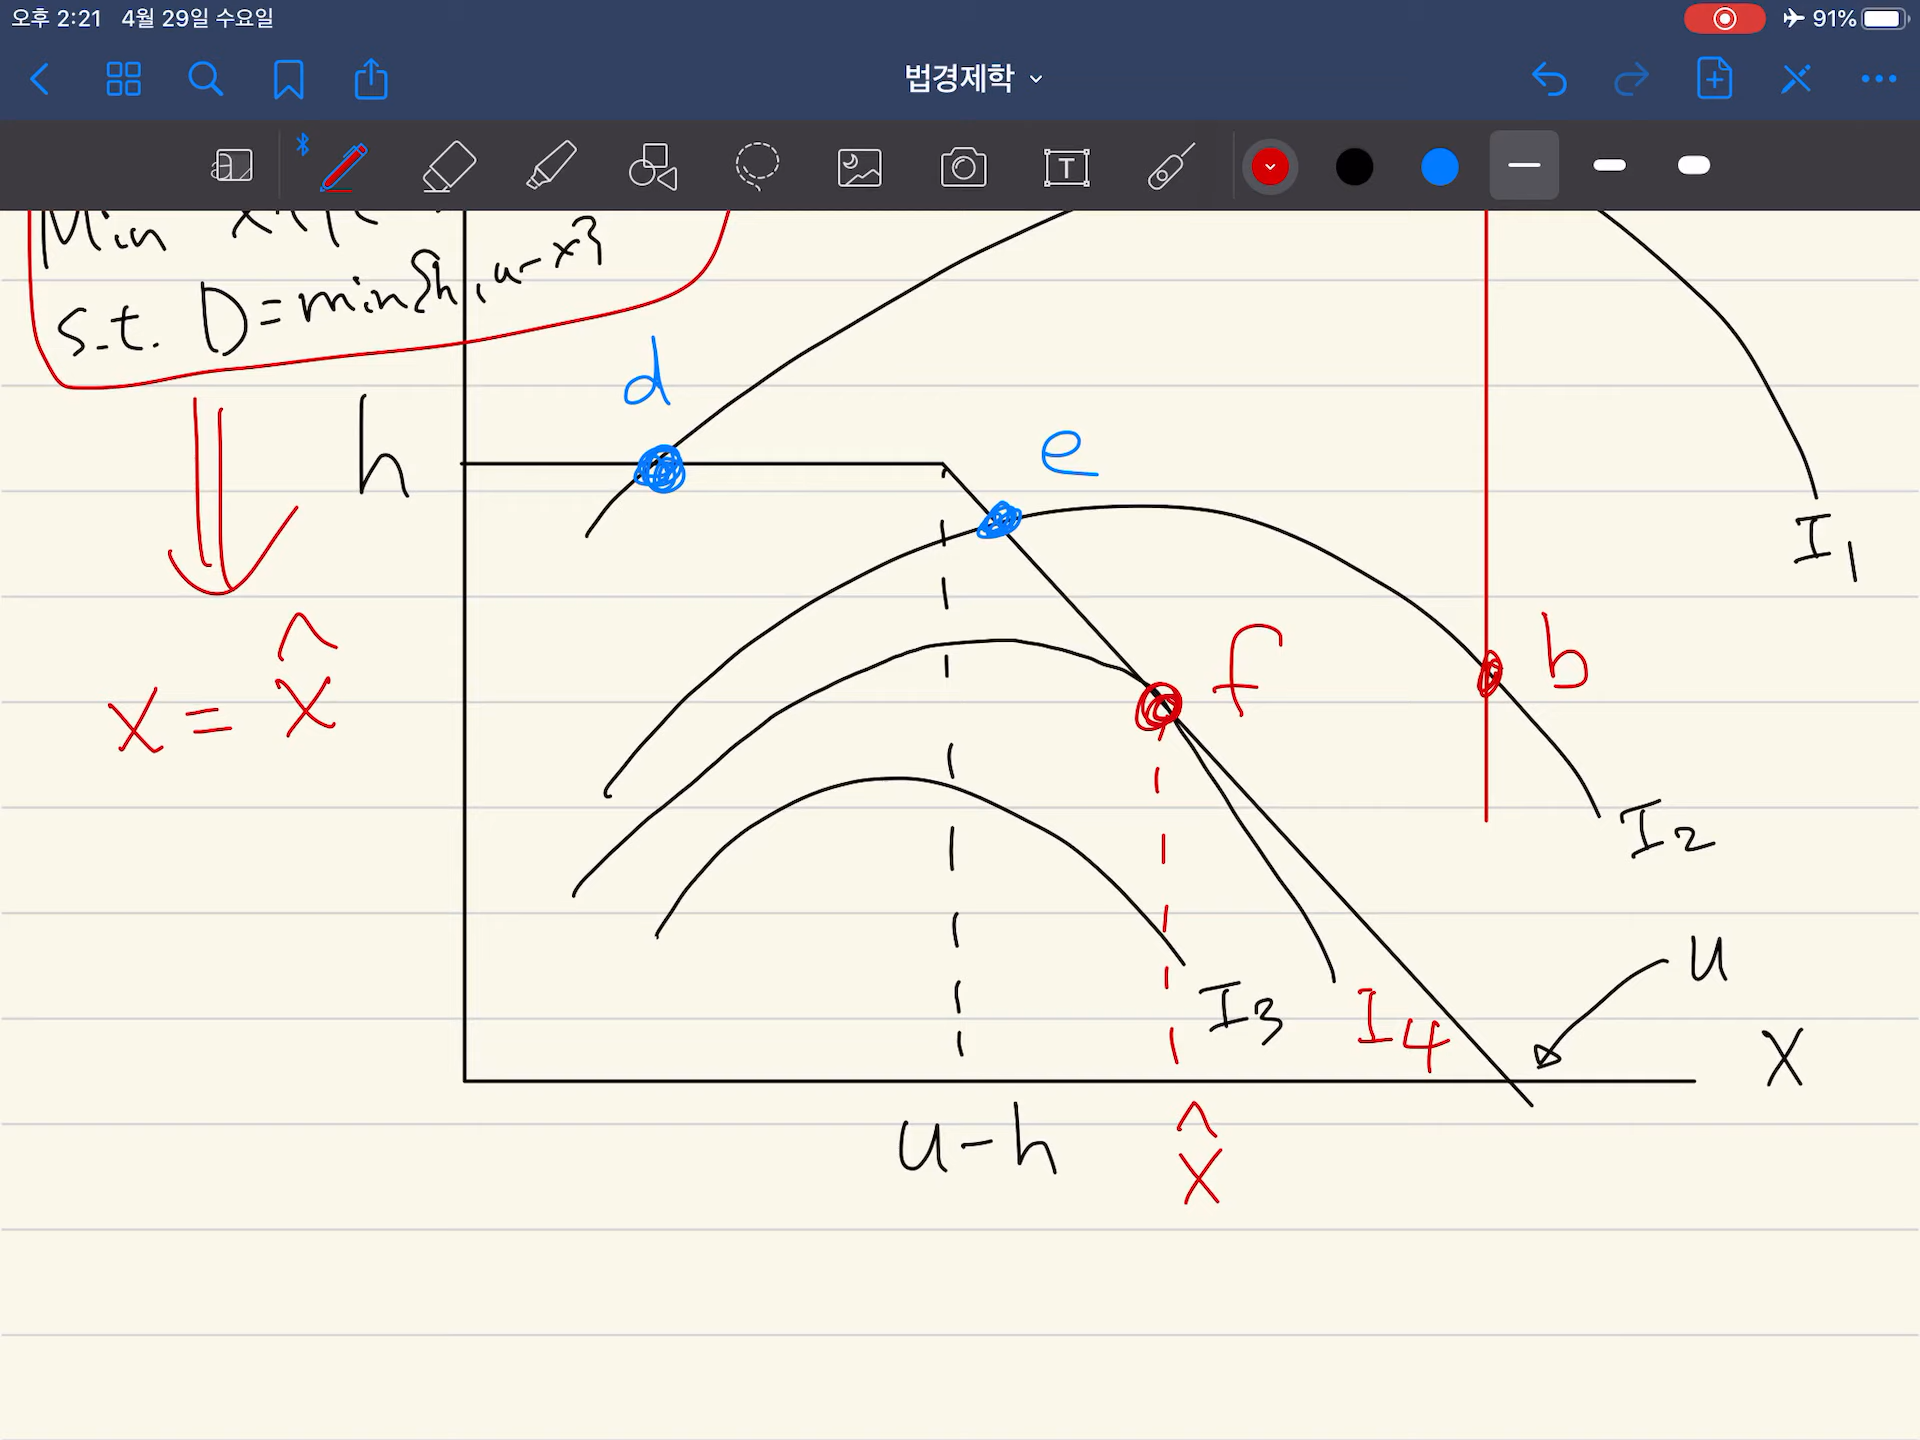 오후 2:21 4월 29일 수요일
91%
법경제학
T
Min
s.t. D = min{h, u-x}
d
h
e
I1
x = x̂
f
b
I2
u
I3
I4
X
u-h
x̂